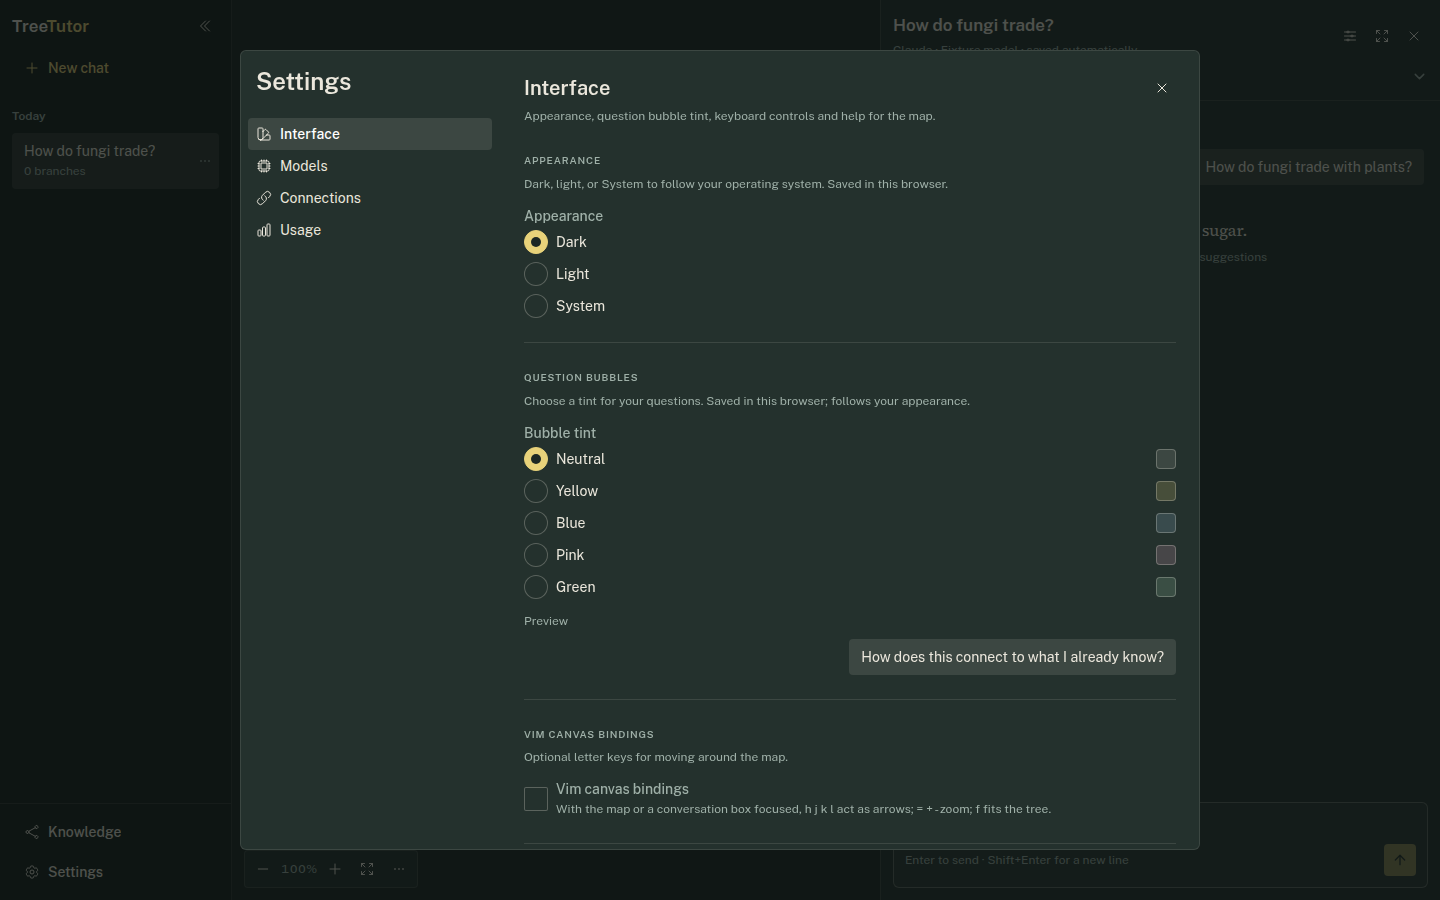 TreeTutor
New chat
Today
How do fungi trade?
0 branches
Knowledge
Settings
Settings
Interface
Models
Connections
Usage
Interface
Appearance, question bubble tint, keyboard controls and help for the map.
APPEARANCE
Dark, light, or System to follow your operating system. Saved in this browser.
Appearance
Dark
Light
System
QUESTION BUBBLES
Choose a tint for your questions. Saved in this browser; follows your appearance.
Bubble tint
Neutral
Yellow
Blue
Pink
Green
Preview
How does this connect to what I already know?
VIM CANVAS BINDINGS
Optional letter keys for moving around the map.
Vim canvas bindings
With the map or a conversation box focused, h j k l act as arrows; = + - zoom; f fits the tree.
100%
How do fungi trade?
How do fungi trade with plants?
sugar.
suggestions
Enter to send · Shift+Enter for a new line